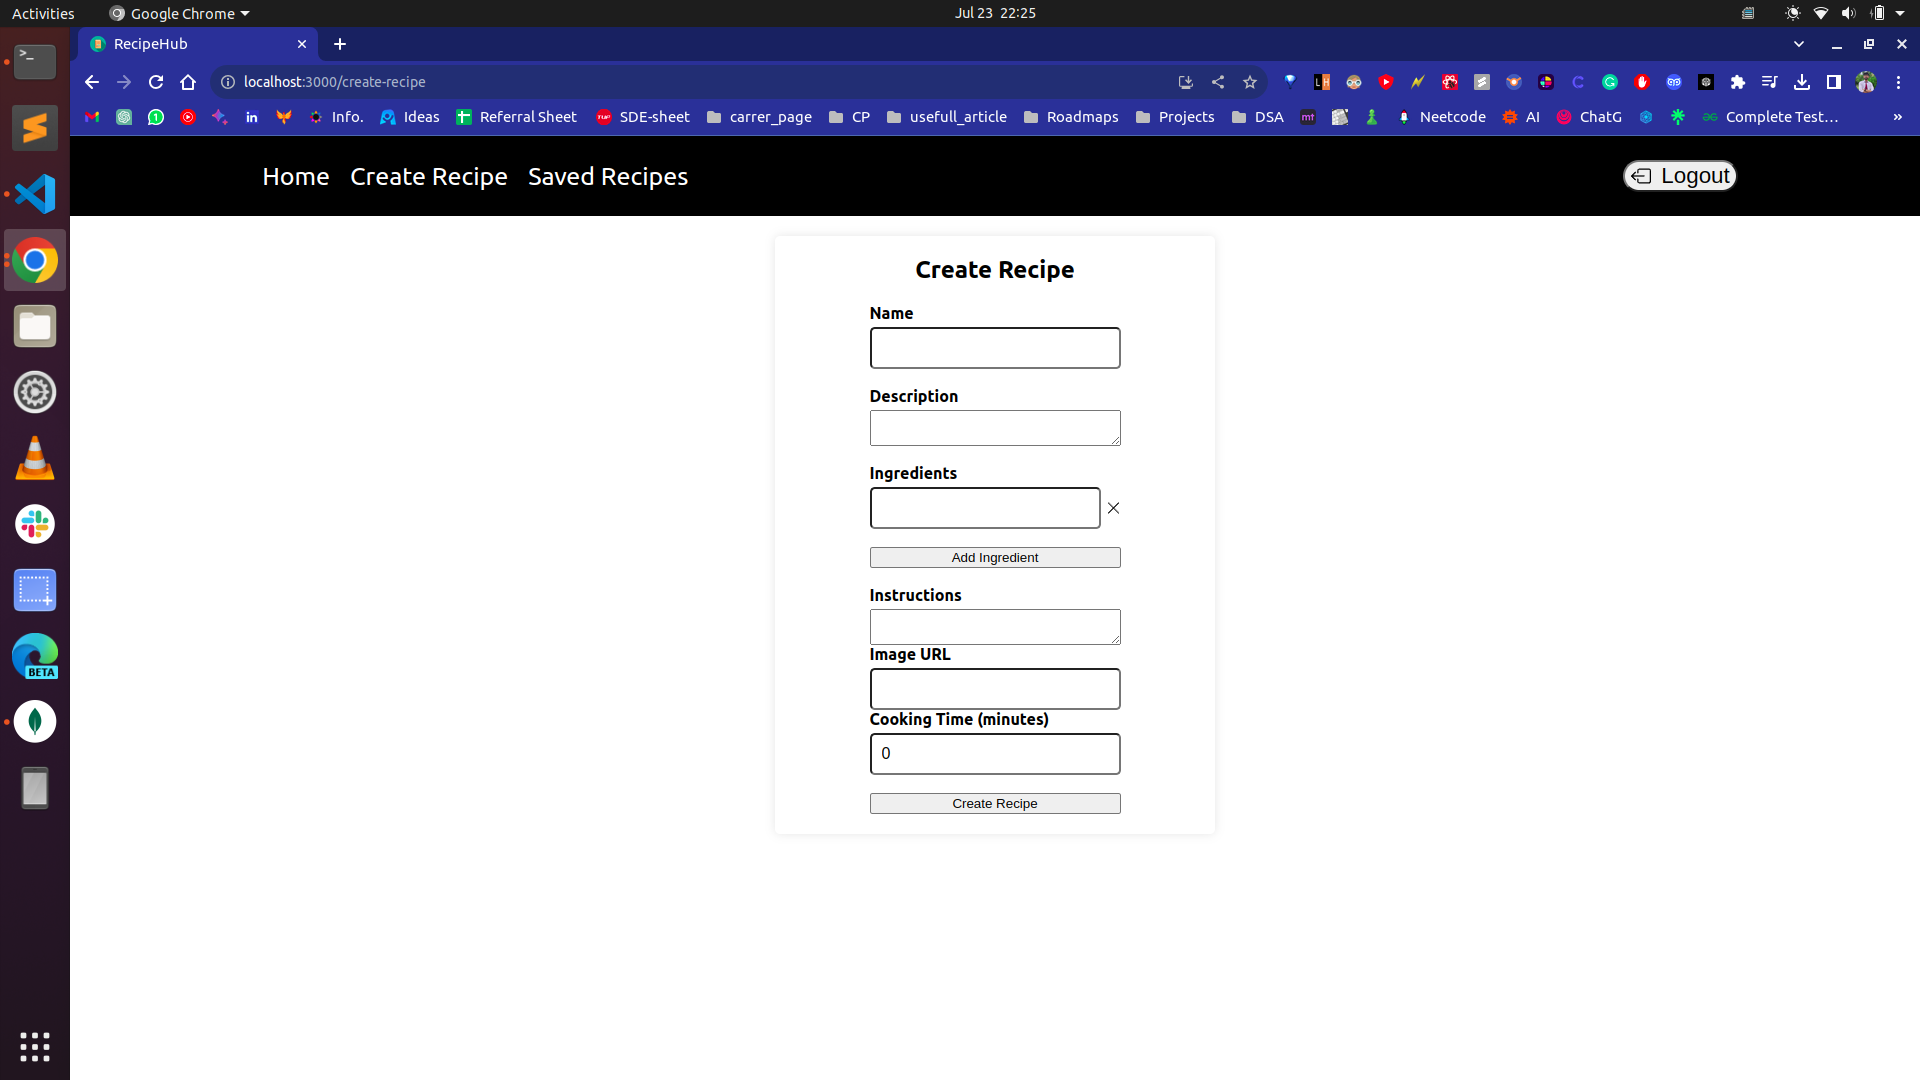 Activities Google Chrome Jul 23 22:25
RecipeHub
localhost:3000/create-recipe
Info. Ideas Referral Sheet SDE-sheet carrer_page CP usefull_article Roadmaps Projects DSA mf Neetcode AI ChatG Complete Test… »
Home Create Recipe Saved Recipes Logout
Create Recipe
Name
Description
Ingredients
Add Ingredient
Instructions
Image URL
Cooking Time (minutes)
0
Create Recipe
BETA